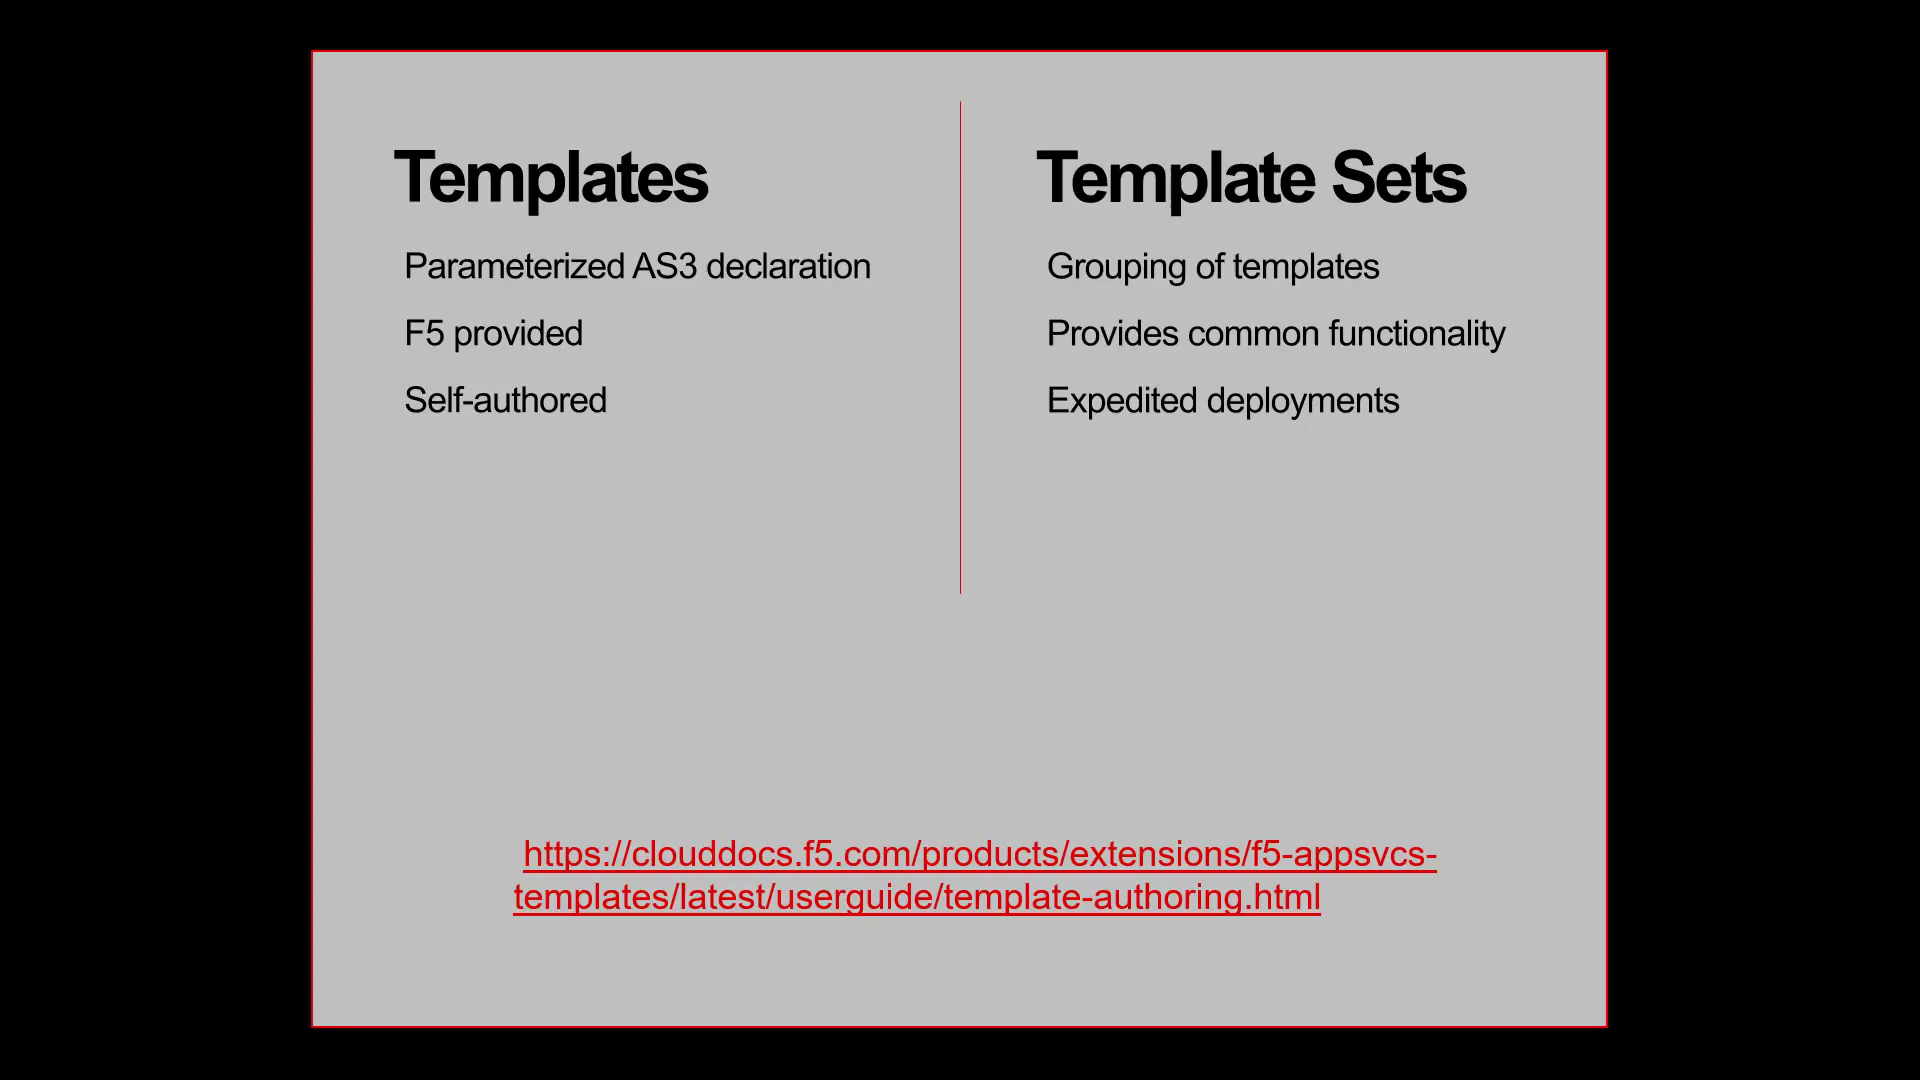 Templates
Parameterized AS3 declaration
F5 provided
Self-authored
Template Sets
Grouping of templates
Provides common functionality
Expedited deployments
https://clouddocs.f5.com/products/extensions/f5-appsvcs-
templates/latest/userguide/template-authoring.html